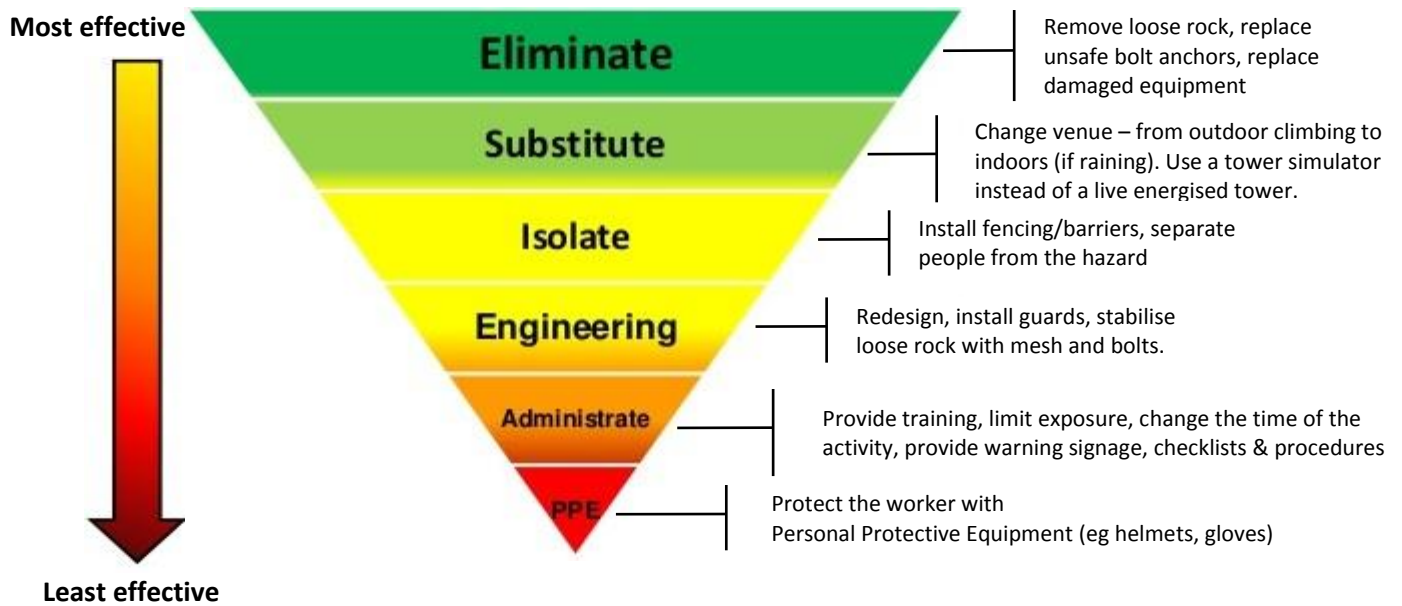 Most effective
Eliminate
Remove loose rock, replace
unsafe bolt anchors, replace
damaged equipment
Substitute
Change venue – from outdoor climbing to
indoors (if raining). Use a tower simulator
instead of a live energised tower.
Isolate
Install fencing/barriers, separate
people from the hazard
Engineering
Redesign, install guards, stabilise
loose rock with mesh and bolts.
Administrate
Provide training, limit exposure, change the time of the
activity, provide warning signage, checklists & procedures
PPE
Protect the worker with
Personal Protective Equipment (eg helmets, gloves)
Least effective